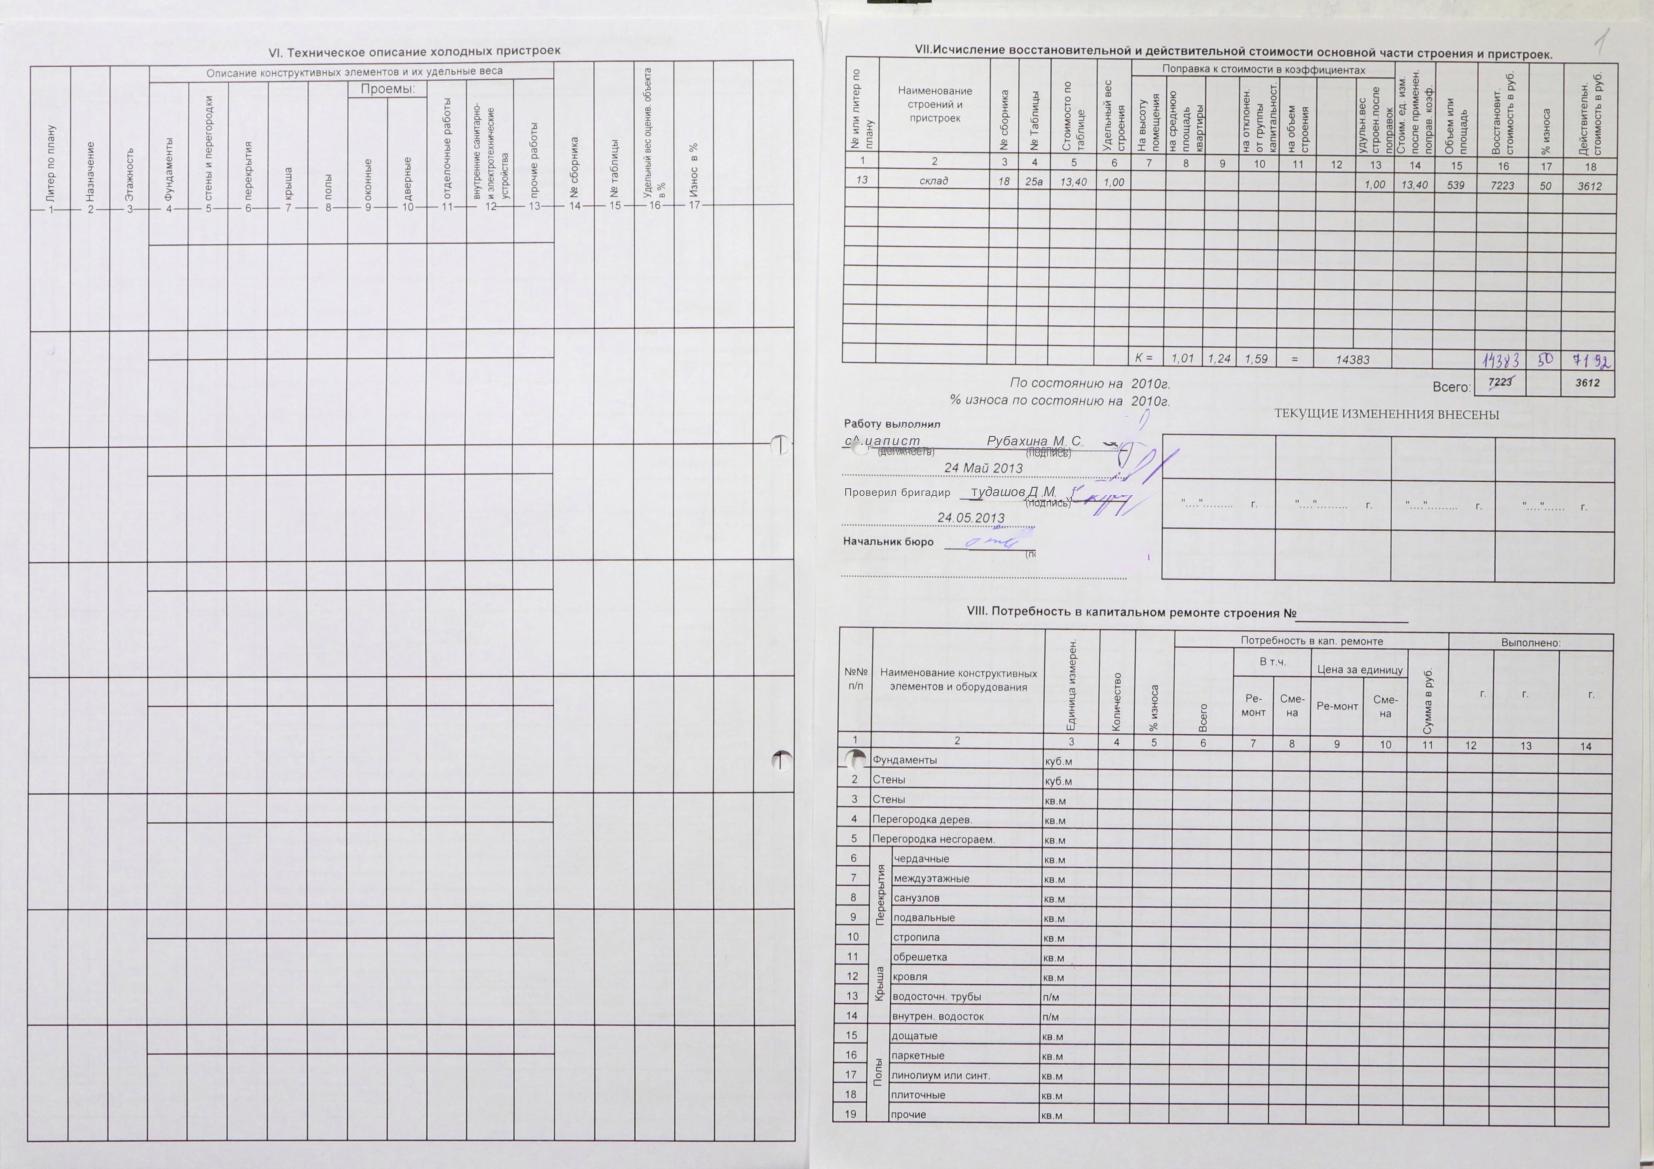 VI. Техническое описание холодных пристроек
Литер по плану
Назначение
Этажность
Описание конструктивных элементов и их удельные веса
Фундаменты
стены и перегородки
перекрытия
крыша
полы
Проемы:
оконные
дверные
отделочные работы
внутренние санитарно-
и электротехнические
устройства
прочие работы
№ сборника
№ таблицы
Удельный вес оценив. объекта
в %
Износ в %
1 2 3 4 5 6 7 8 9 10 11 12 13 14 15 16 17
1
VII.Исчисление восстановительной и действительной стоимости основной части строения и пристроек.
№ или литер по
плану
Наименование
строений и
пристроек
№ сборника
№ Таблицы
Стоимосто по
таблице
Удельный вес
строения
Поправка к стоимости в коэффициентах
На высоту
помещения
на среднюю
площадь
квартиры
на отклонен.
от группы
капитальност.
на объем
строения
удульн.вес
строен.после
поправок
Стоим. ед. изм.
после применен.
поправ. коэф.
Объем или
площадь
Восстановит.
стоимость в руб.
% износа
Действительн.
стоимость в руб.
1 2 3 4 5 6 7 8 9 10 11 12 13 14 15 16 17 18
13 склад 18 25а 13,40 1,00 1,00 13,40 539 7223 50 3612
К = 1,01 1,24 1,59 = 14383 14383 50 7192
Всего: 7223 3612
По состоянию на 2010г.
% износа по состоянию на 2010г.
ТЕКУЩИЕ ИЗМЕНЕННИЯ ВНЕСЕНЫ
Работу выполнил
Рубахина М. С.
(должность) (подпись)
24 Май 2013
Проверил бригадир тудашов Д.М.
(подпись)
24.05.2013
Начальник бюро
(п
"....".......... г. "....".......... г. "....".......... г. "...."...... г.
VIII. Потребность в капитальном ремонте строения №
№№
п/п
Наименование конструктивных
элементов и оборудования
Единица измерен.
Количество
% износа
Потребность в кап. ремонте
Всего
В т.ч.
Ре-
монт
Сме-
на
Цена за единицу
Ре-монт
Сме-
на
Сумма в руб.
Выполнено:
г. г. г.
1 2 3 4 5 6 7 8 9 10 11 12 13 14
Фундаменты куб.м
2 Стены куб.м
3 Стены кв.м
4 Перегородка дерев. кв.м
5 Перегородка несгораем. кв.м
Перекрытия
6 чердачные кв.м
7 междуэтажные кв.м
8 санузлов кв.м
9 подвальные кв.м
Крыша
10 стропила кв.м
11 обрешетка кв.м
12 кровля кв.м
13 водосточн. трубы п/м
14 внутрен. водосток п/м
Полы
15 дощатые кв.м
16 паркетные кв.м
17 линолиум или синт. кв.м
18 плиточные кв.м
19 прочие кв.м